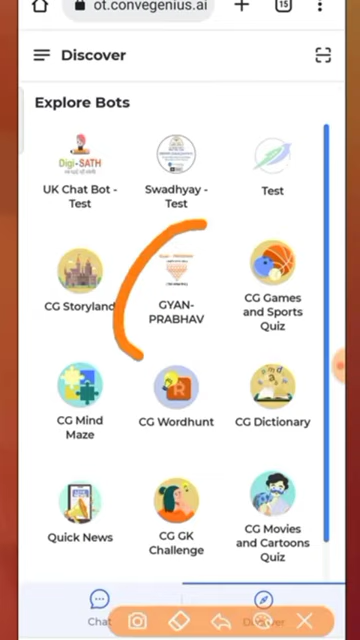 ot.convegenius.ai
15
Discover
Explore Bots
Digi-SATH
UK Chat Bot -
Test
Swadhyay -
Test
Test
CG Storyland
GYAN-
PRABHAV
CG Games
and Sports
Quiz
CG Mind
Maze
R
CG Wordhunt
CG Dictionary
Quick News
CG GK
Challenge
CG Movies
and Cartoons
Quiz
Chat
Discover